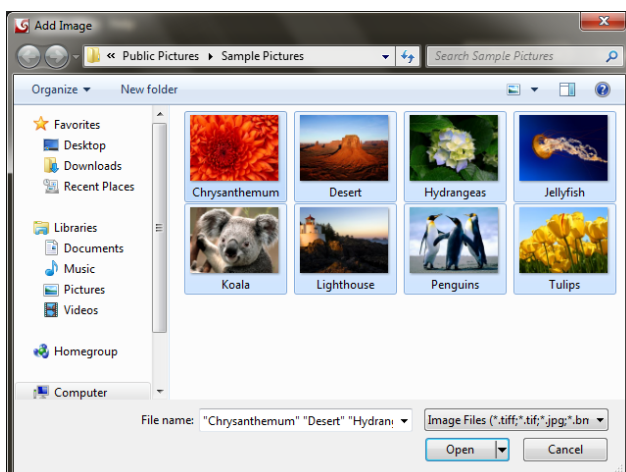 Add Image
« Public Pictures ▸ Sample Pictures
Search Sample Pictures
Organize
New folder
Favorites
Desktop
Downloads
Recent Places
Libraries
Documents
Music
Pictures
Videos
Homegroup
Computer
Chrysanthemum
Desert
Hydrangeas
Jellyfish
Koala
Lighthouse
Penguins
Tulips
File name:
"Chrysanthemum" "Desert" "Hydran
Image Files (*.tiff;*.tif;*.jpg;*.bn
Open
Cancel